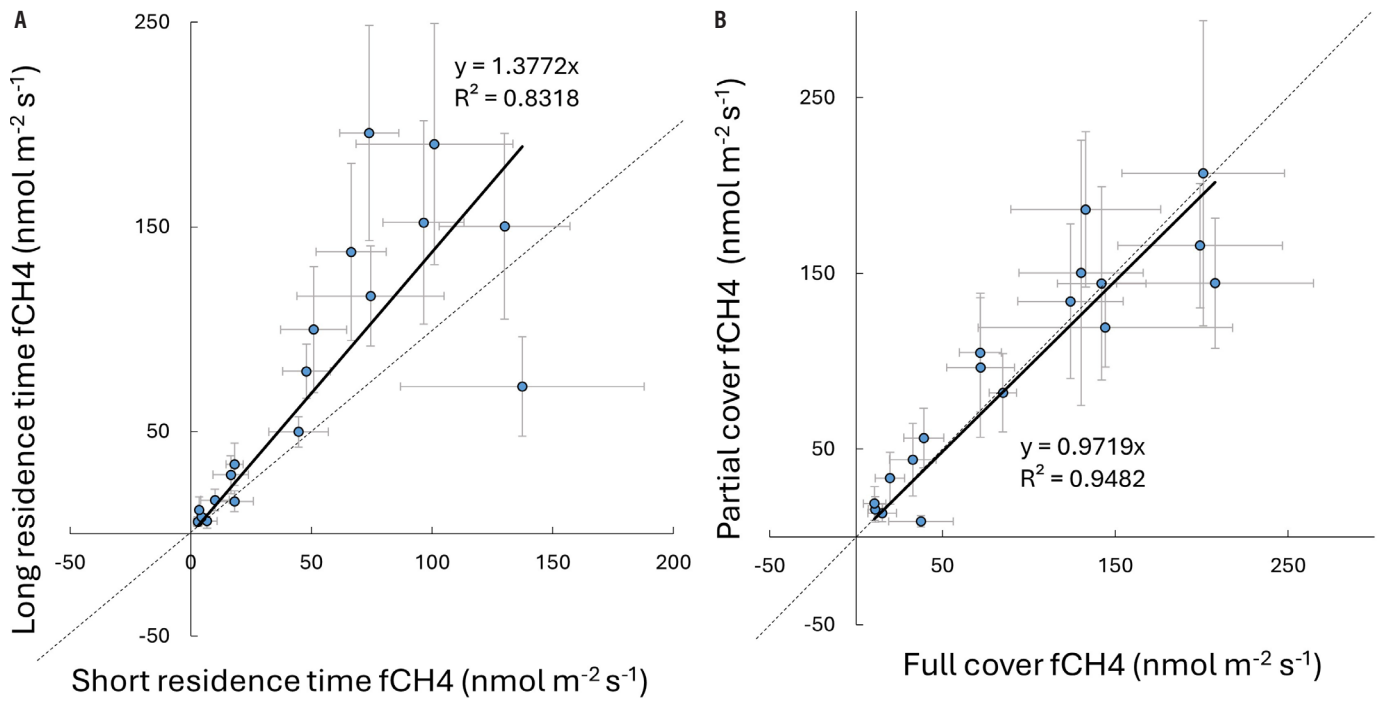 A
Long residence time fCH4 (nmol m⁻² s⁻¹)
250
150
50
-50
-50
0
50
100
150
200
y = 1.3772x
R² = 0.8318
Short residence time fCH4 (nmol m⁻² s⁻¹)
B
Partial cover fCH4 (nmol m⁻² s⁻¹)
250
150
50
-50
-50
50
150
250
y = 0.9719x
R² = 0.9482
Full cover fCH4 (nmol m⁻² s⁻¹)